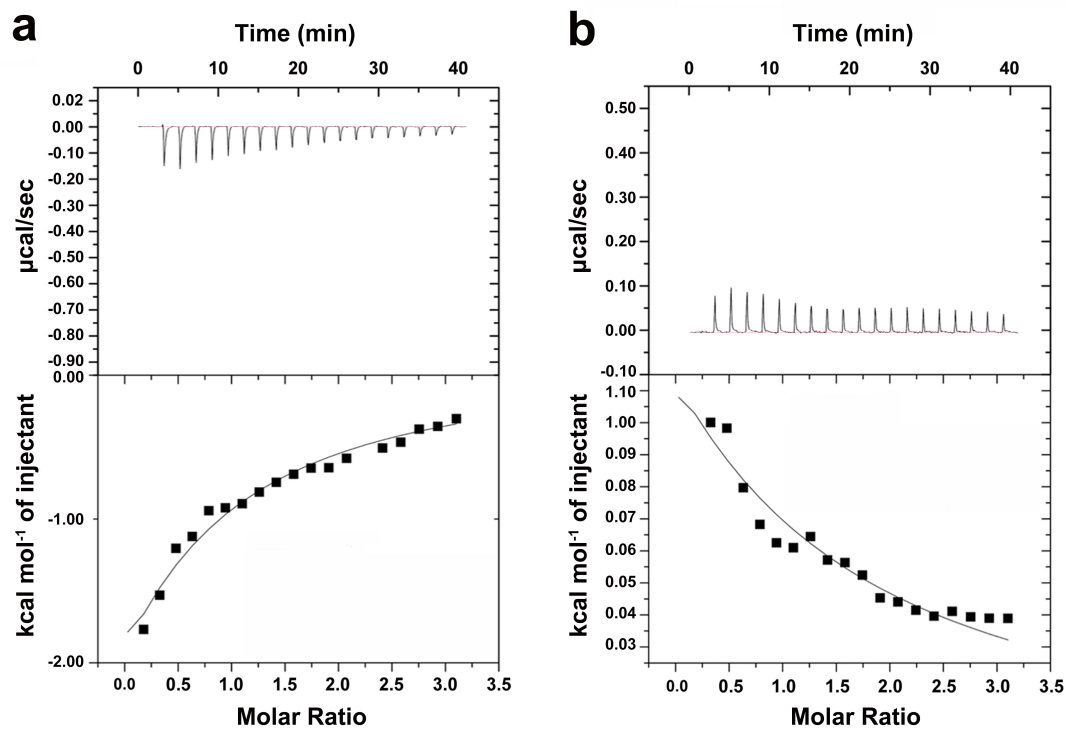 a
Time (min)
0 10 20 30 40
0.02
0.00
-0.10
-0.20
-0.30
-0.40
-0.50
-0.60
-0.70
-0.80
-0.90
µcal/sec
0.00
-1.00
-2.00
kcal mol⁻¹ of injectant
0.0 0.5 1.0 1.5 2.0 2.5 3.0 3.5
Molar Ratio
b
Time (min)
0 10 20 30 40
0.50
0.40
0.30
0.20
0.10
0.00
-0.10
µcal/sec
1.10
1.00
0.09
0.08
0.07
0.06
0.05
0.04
0.03
kcal mol⁻¹ of injectant
0.0 0.5 1.0 1.5 2.0 2.5 3.0 3.5
Molar Ratio